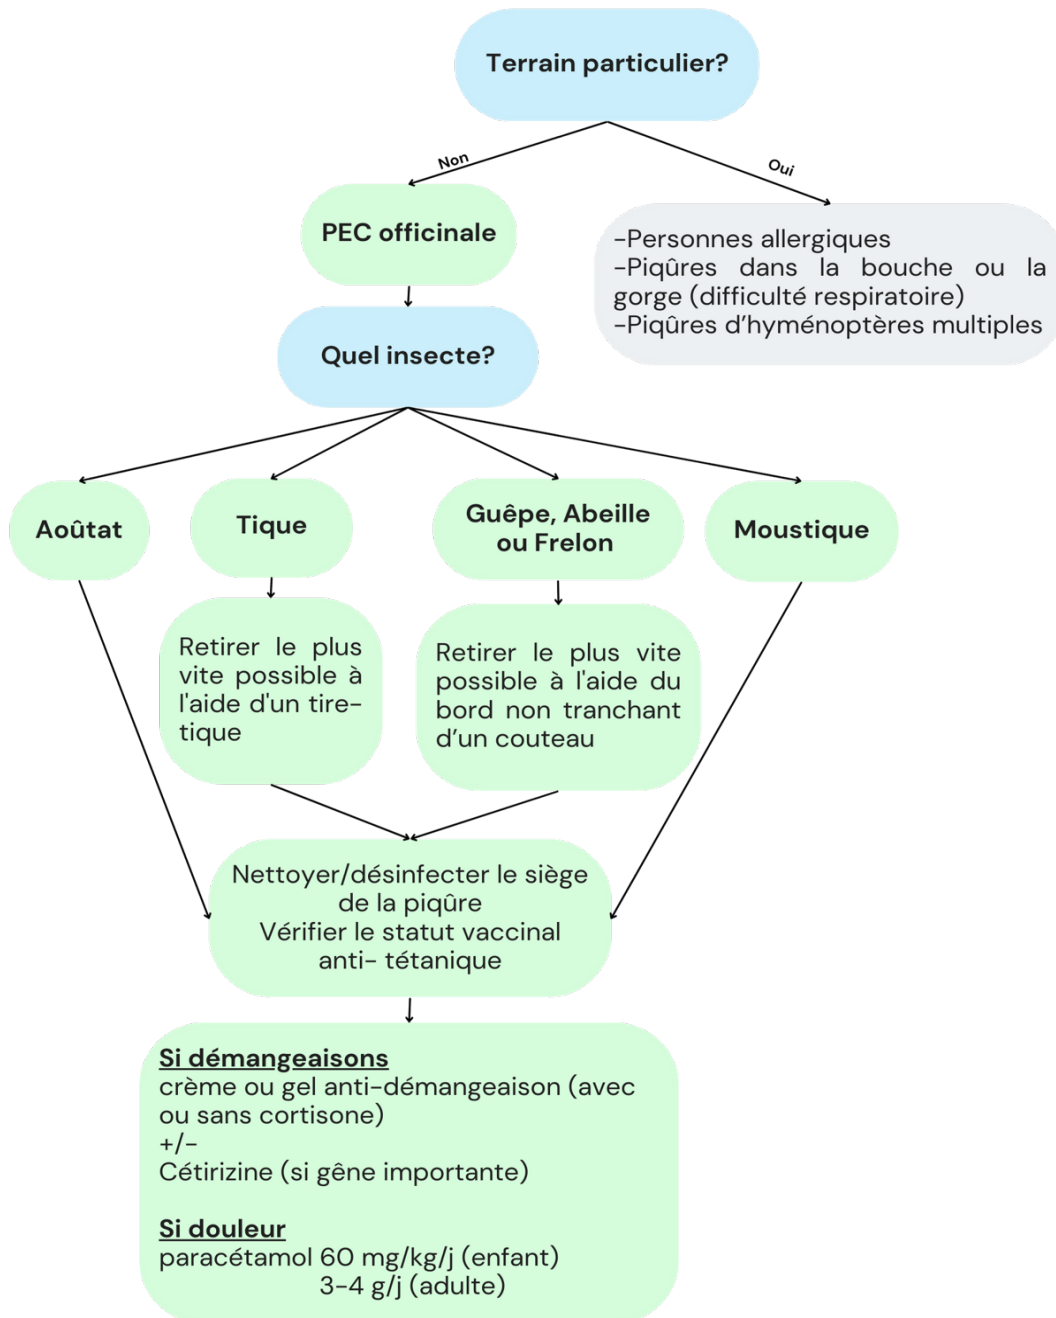 Terrain particulier?
Non
Oui
PEC officinale
-Personnes allergiques
-Piqûres dans la bouche ou la
gorge (difficulté respiratoire)
-Piqûres d’hyménoptères multiples
Quel insecte?
Aoûtat
Tique
Guêpe, Abeille
ou Frelon
Moustique
Retirer le plus
vite possible à
l'aide d'un tire-
tique
Retirer le plus vite
possible à l'aide du
bord non tranchant
d’un couteau
Nettoyer/désinfecter le siège
de la piqûre
Vérifier le statut vaccinal
anti- tétanique
Si démangeaisons
crème ou gel anti-démangeaison (avec
ou sans cortisone)
+/-
Cétirizine (si gêne importante)
Si douleur
paracétamol 60 mg/kg/j (enfant)
3-4 g/j (adulte)